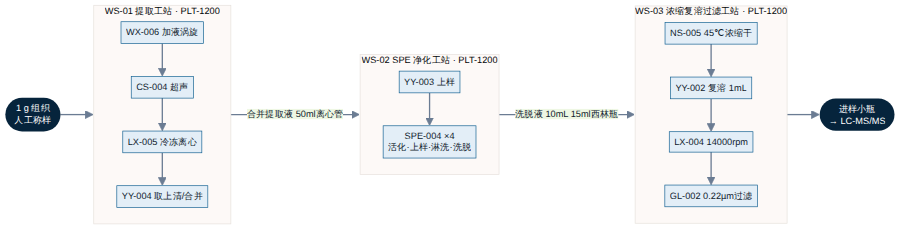 1 g 组织
人工称样
WS-01 提取工站 · PLT-1200
WX-006 加液涡旋
CS-004 超声
LX-005 冷冻离心
YY-004 取上清/合并
合并提取液 50ml离心管
WS-02 SPE 净化工站 · PLT-1200
YY-003 上样
SPE-004 ×4
活化·上样·淋洗·洗脱
洗脱液 10mL 15ml西林瓶
WS-03 浓缩复溶过滤工站 · PLT-1200
NS-005 45℃浓缩干
YY-002 复溶 1mL
LX-004 14000rpm
GL-002 0.22μm过滤
进样小瓶
→ LC-MS/MS